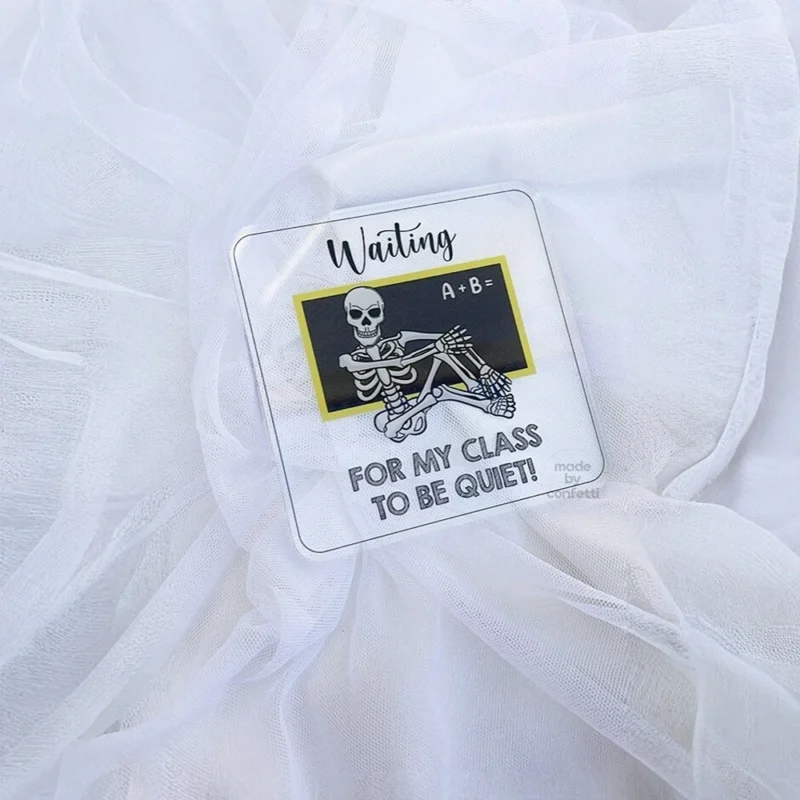 Waiting
A+B=
FOR MY CLASS
TO BE QUIET!
made
by
confetti